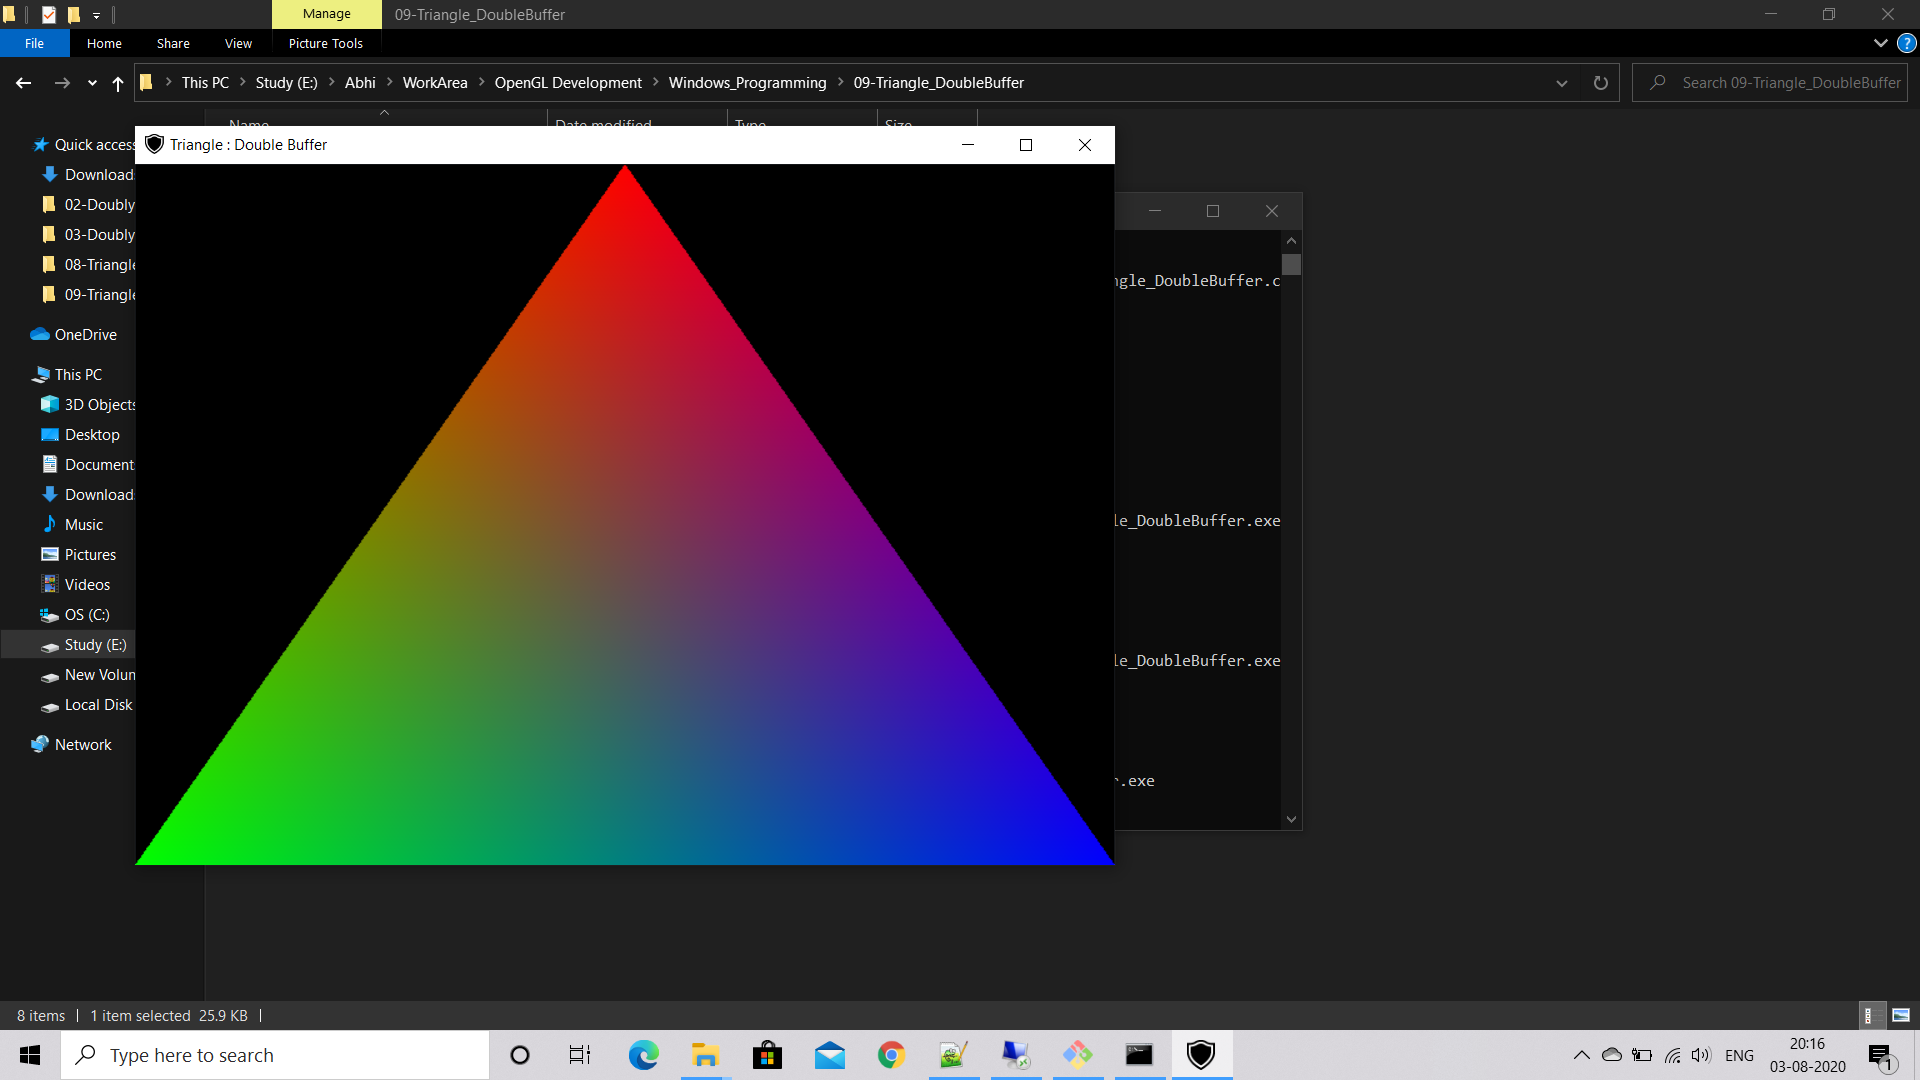 Manage
09-Triangle_DoubleBuffer
File
Home
Share
View
Picture Tools
This PC
Study (E:)
Abhi
WorkArea
OpenGL Development
Windows_Programming
09-Triangle_DoubleBuffer
Search 09-Triangle_DoubleBuffer
Name
Date modified
Type
Size
Triangle : Double Buffer
Quick access
Download
02-Doubly
03-Doubly
08-Triangle
09-Triangle
OneDrive
This PC
3D Objects
Desktop
Document
Download
Music
Pictures
Videos
OS (C:)
Study (E:)
New Volum
Local Disk
Network
ngle_DoubleBuffer.c
le_DoubleBuffer.exe
le_DoubleBuffer.exe
r.exe
8 items
1 item selected 25.9 KB
Type here to search
ENG
20:16
03-08-2020
1